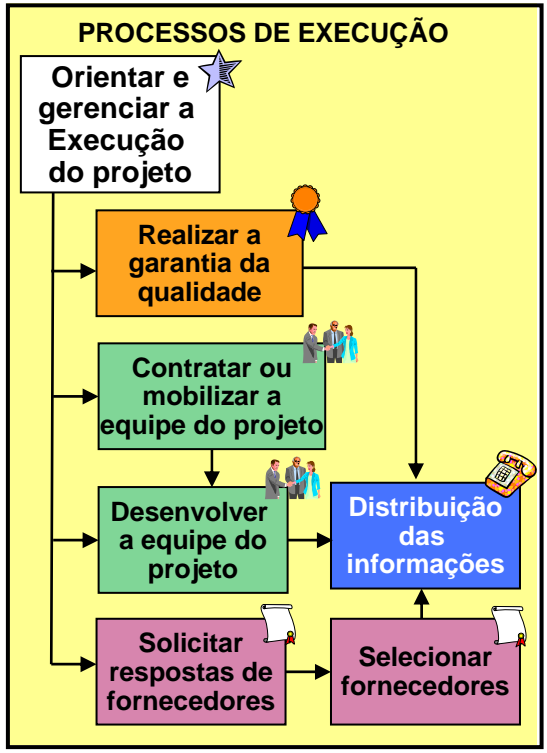 PROCESSOS DE EXECUÇÃO
Orientar e
gerenciar a
Execução
do projeto
Realizar a
garantia da
qualidade
Contratar ou
mobilizar a
equipe do projeto
Desenvolver
a equipe do
projeto
Distribuição
das
informações
Solicitar
respostas de
fornecedores
Selecionar
fornecedores